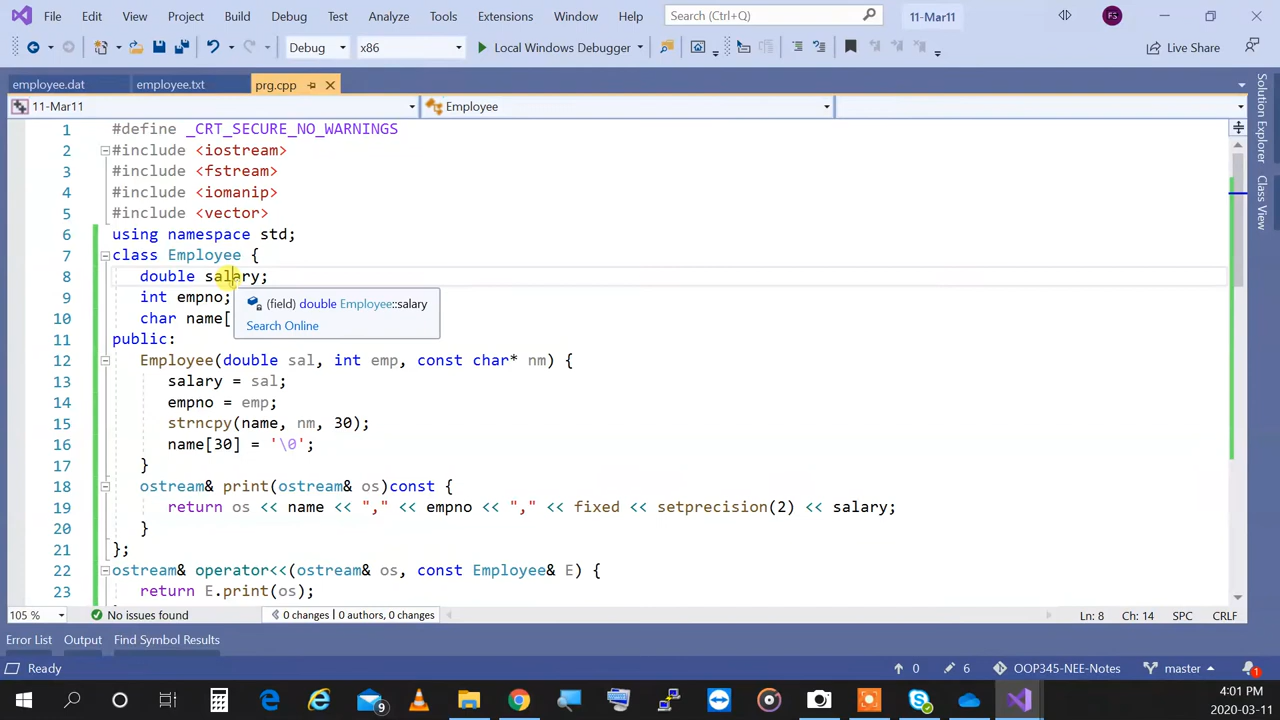 File Edit View Project Build Debug Test Analyze Tools Extensions Window Help Search (Ctrl+Q) 11-Mar11 FS
Debug x86 Local Windows Debugger Live Share
employee.dat employee.txt prg.cpp
11-Mar11 Employee
1 #define _CRT_SECURE_NO_WARNINGS
2 #include <iostream>
3 #include <fstream>
4 #include <iomanip>
5 #include <vector>
6 using namespace std;
7 class Employee {
8 double salary;
9 int empno;
(field) double Employee::salary
10 char name[
Search Online
11 public:
12 Employee(double sal, int emp, const char* nm) {
13 salary = sal;
14 empno = emp;
15 strncpy(name, nm, 30);
16 name[30] = '\0';
17 }
18 ostream& print(ostream& os)const {
19 return os << name << "," << empno << "," << fixed << setprecision(2) << salary;
20 }
21 };
22 ostream& operator<<(ostream& os, const Employee& E) {
23 return E.print(os);
Solution Explorer
Class View
105 % No issues found 0 changes | 0 authors, 0 changes Ln: 8 Ch: 14 SPC CRLF
Error List Output Find Symbol Results
Ready 0 6 OOP345-NEE-Notes master 1
9 4:01 PM
2020-03-11